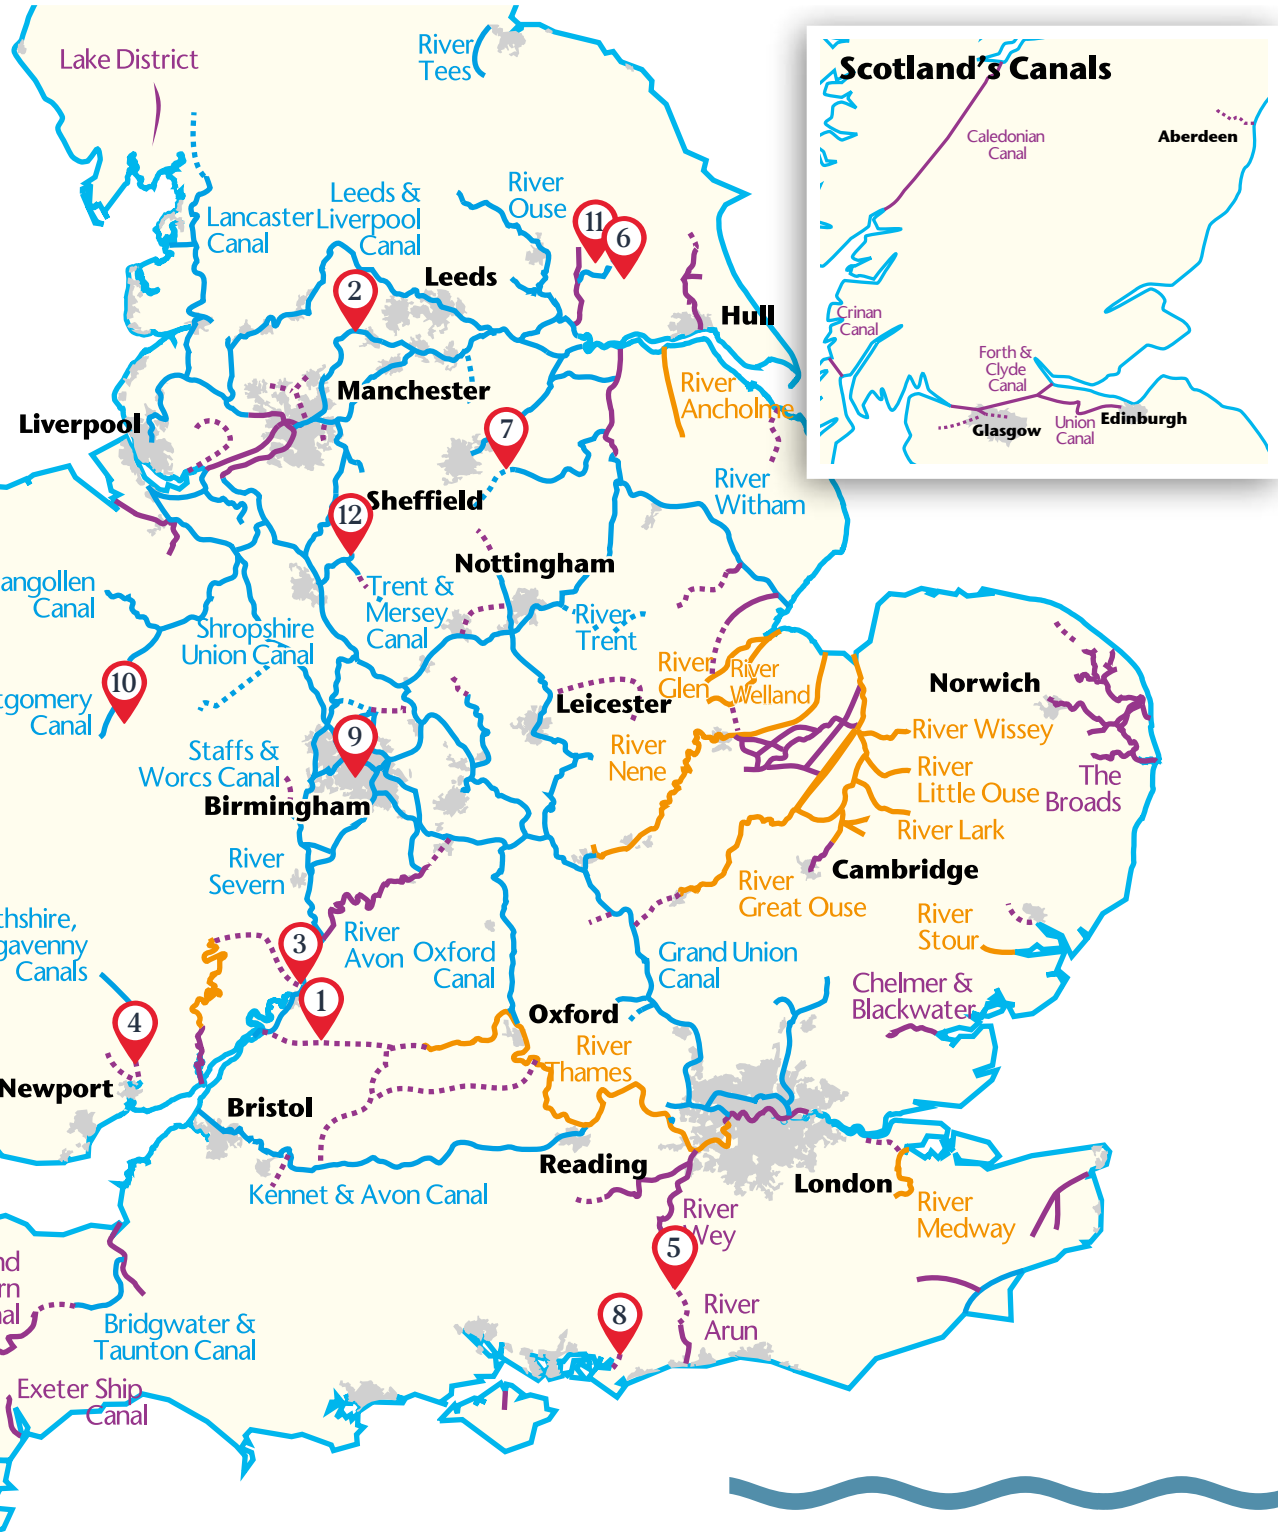 Lake District
River
Tees
Scotland's Canals
Caledonian
Canal
Aberdeen
Crinan
Canal
Forth &
Clyde
Canal
Glasgow
Union
Canal
Edinburgh
Lancaster
Canal
Leeds &
Liverpool
Canal
River
Ouse
11
6
2
Leeds
Hull
Manchester
Liverpool
River
Ancholme
7
River
Witham
Sheffield
12
Nottingham
angollen
Canal
Trent &
Mersey
Canal
River
Trent
Shropshire
Union Canal
10
tgomery
Canal
River
Glen
River
Welland
Norwich
Leicester
River Wissey
9
Staffs &
Worcs Canal
River
Nene
River
Little Ouse
The
Broads
Birmingham
River Lark
River
Severn
Cambridge
River
Great Ouse
River
Stour
thshire,
gavenny
Canals
3
River
Avon
Oxford
Canal
Grand Union
Canal
Chelmer &
Blackwater
1
4
Oxford
River
Thames
Newport
Bristol
Reading
London
Kennet & Avon Canal
River
Wey
River
Medway
5
nd
rn
nal
8
River
Arun
Bridgwater &
Taunton Canal
Exeter Ship
Canal